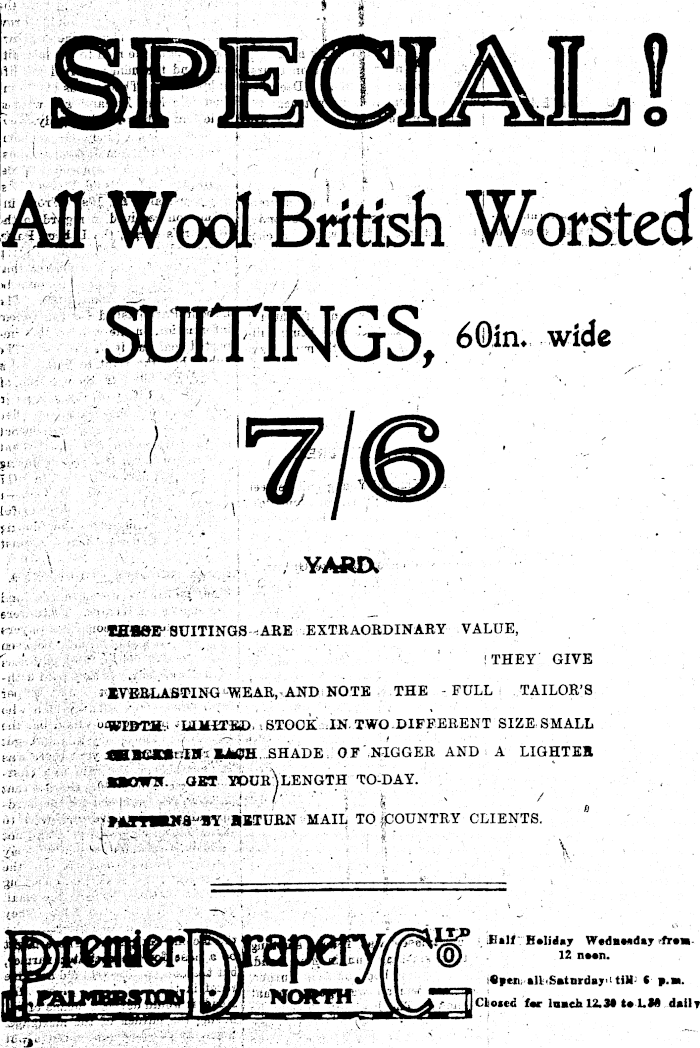 SPECIAL!
All Wool British Worsted
SUITINGS, 60in. wide
7/6
YARD.
THESE SUITINGS ARE EXTRAORDINARY VALUE,
THEY GIVE
EVERLASTING WEAR, AND NOTE THE FULL TAILOR'S
WIDTH. LIMITED STOCK IN TWO DIFFERENT SIZE SMALL
CHECKS IN EACH SHADE OF NIGGER AND A LIGHTER
BROWN. GET YOUR LENGTH TO-DAY.
PATTERNS BY RETURN MAIL TO COUNTRY CLIENTS.
Premier Drapery Co LTD
PALMERSTON NORTH
Half Holiday Wednesday from
12 noon.
Open all Saturday till 6 p.m.
Closed for lunch 12.30 to 1.30 daily